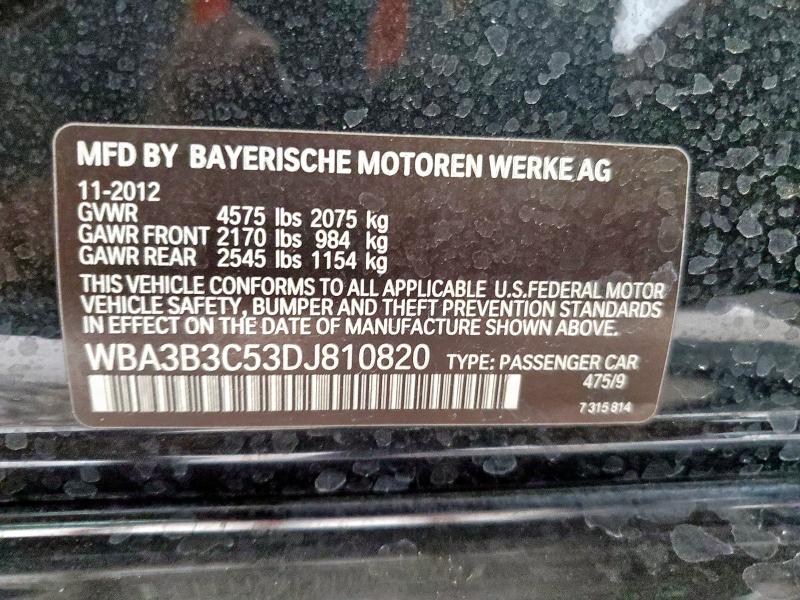 MFD BY BAYERISCHE MOTOREN WERKE AG
11-2012
GVWR 4575 lbs 2075 kg
GAWR FRONT 2170 lbs 984 kg
GAWR REAR 2545 lbs 1154 kg
THIS VEHICLE CONFORMS TO ALL APPLICABLE U.S.FEDERAL MOTOR
VEHICLE SAFETY, BUMPER AND THEFT PREVENTION STANDARDS
IN EFFECT ON THE DATE OF MANUFACTURE SHOWN ABOVE.
WBA3B3C53DJ810820 TYPE: PASSENGER CAR
475/9
7 315 814